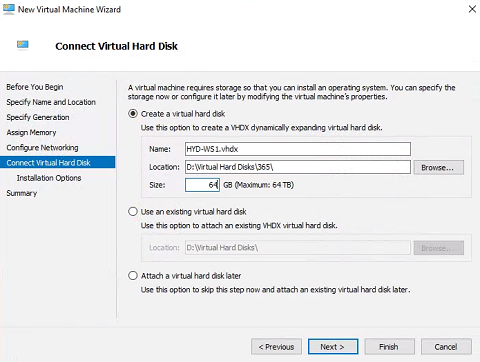 New Virtual Machine Wizard
Connect Virtual Hard Disk
Before You Begin
Specify Name and Location
Specify Generation
Assign Memory
Configure Networking
Connect Virtual Hard Disk
Installation Options
Summary
A virtual machine requires storage so that you can install an operating system. You can specify the
storage now or configure it later by modifying the virtual machine's properties.
Create a virtual hard disk
Use this option to create a VHDX dynamically expanding virtual hard disk.
Name: HYD-WS1.vhdx
Location: D:\Virtual Hard Disks\365\ Browse...
Size: 64 GB (Maximum: 64 TB)
Use an existing virtual hard disk
Use this option to attach an existing VHDX virtual hard disk.
Location: D:\Virtual Hard Disks\ Browse...
Attach a virtual hard disk later
Use this option to skip this step now and attach an existing virtual hard disk later.
< Previous Next > Finish Cancel